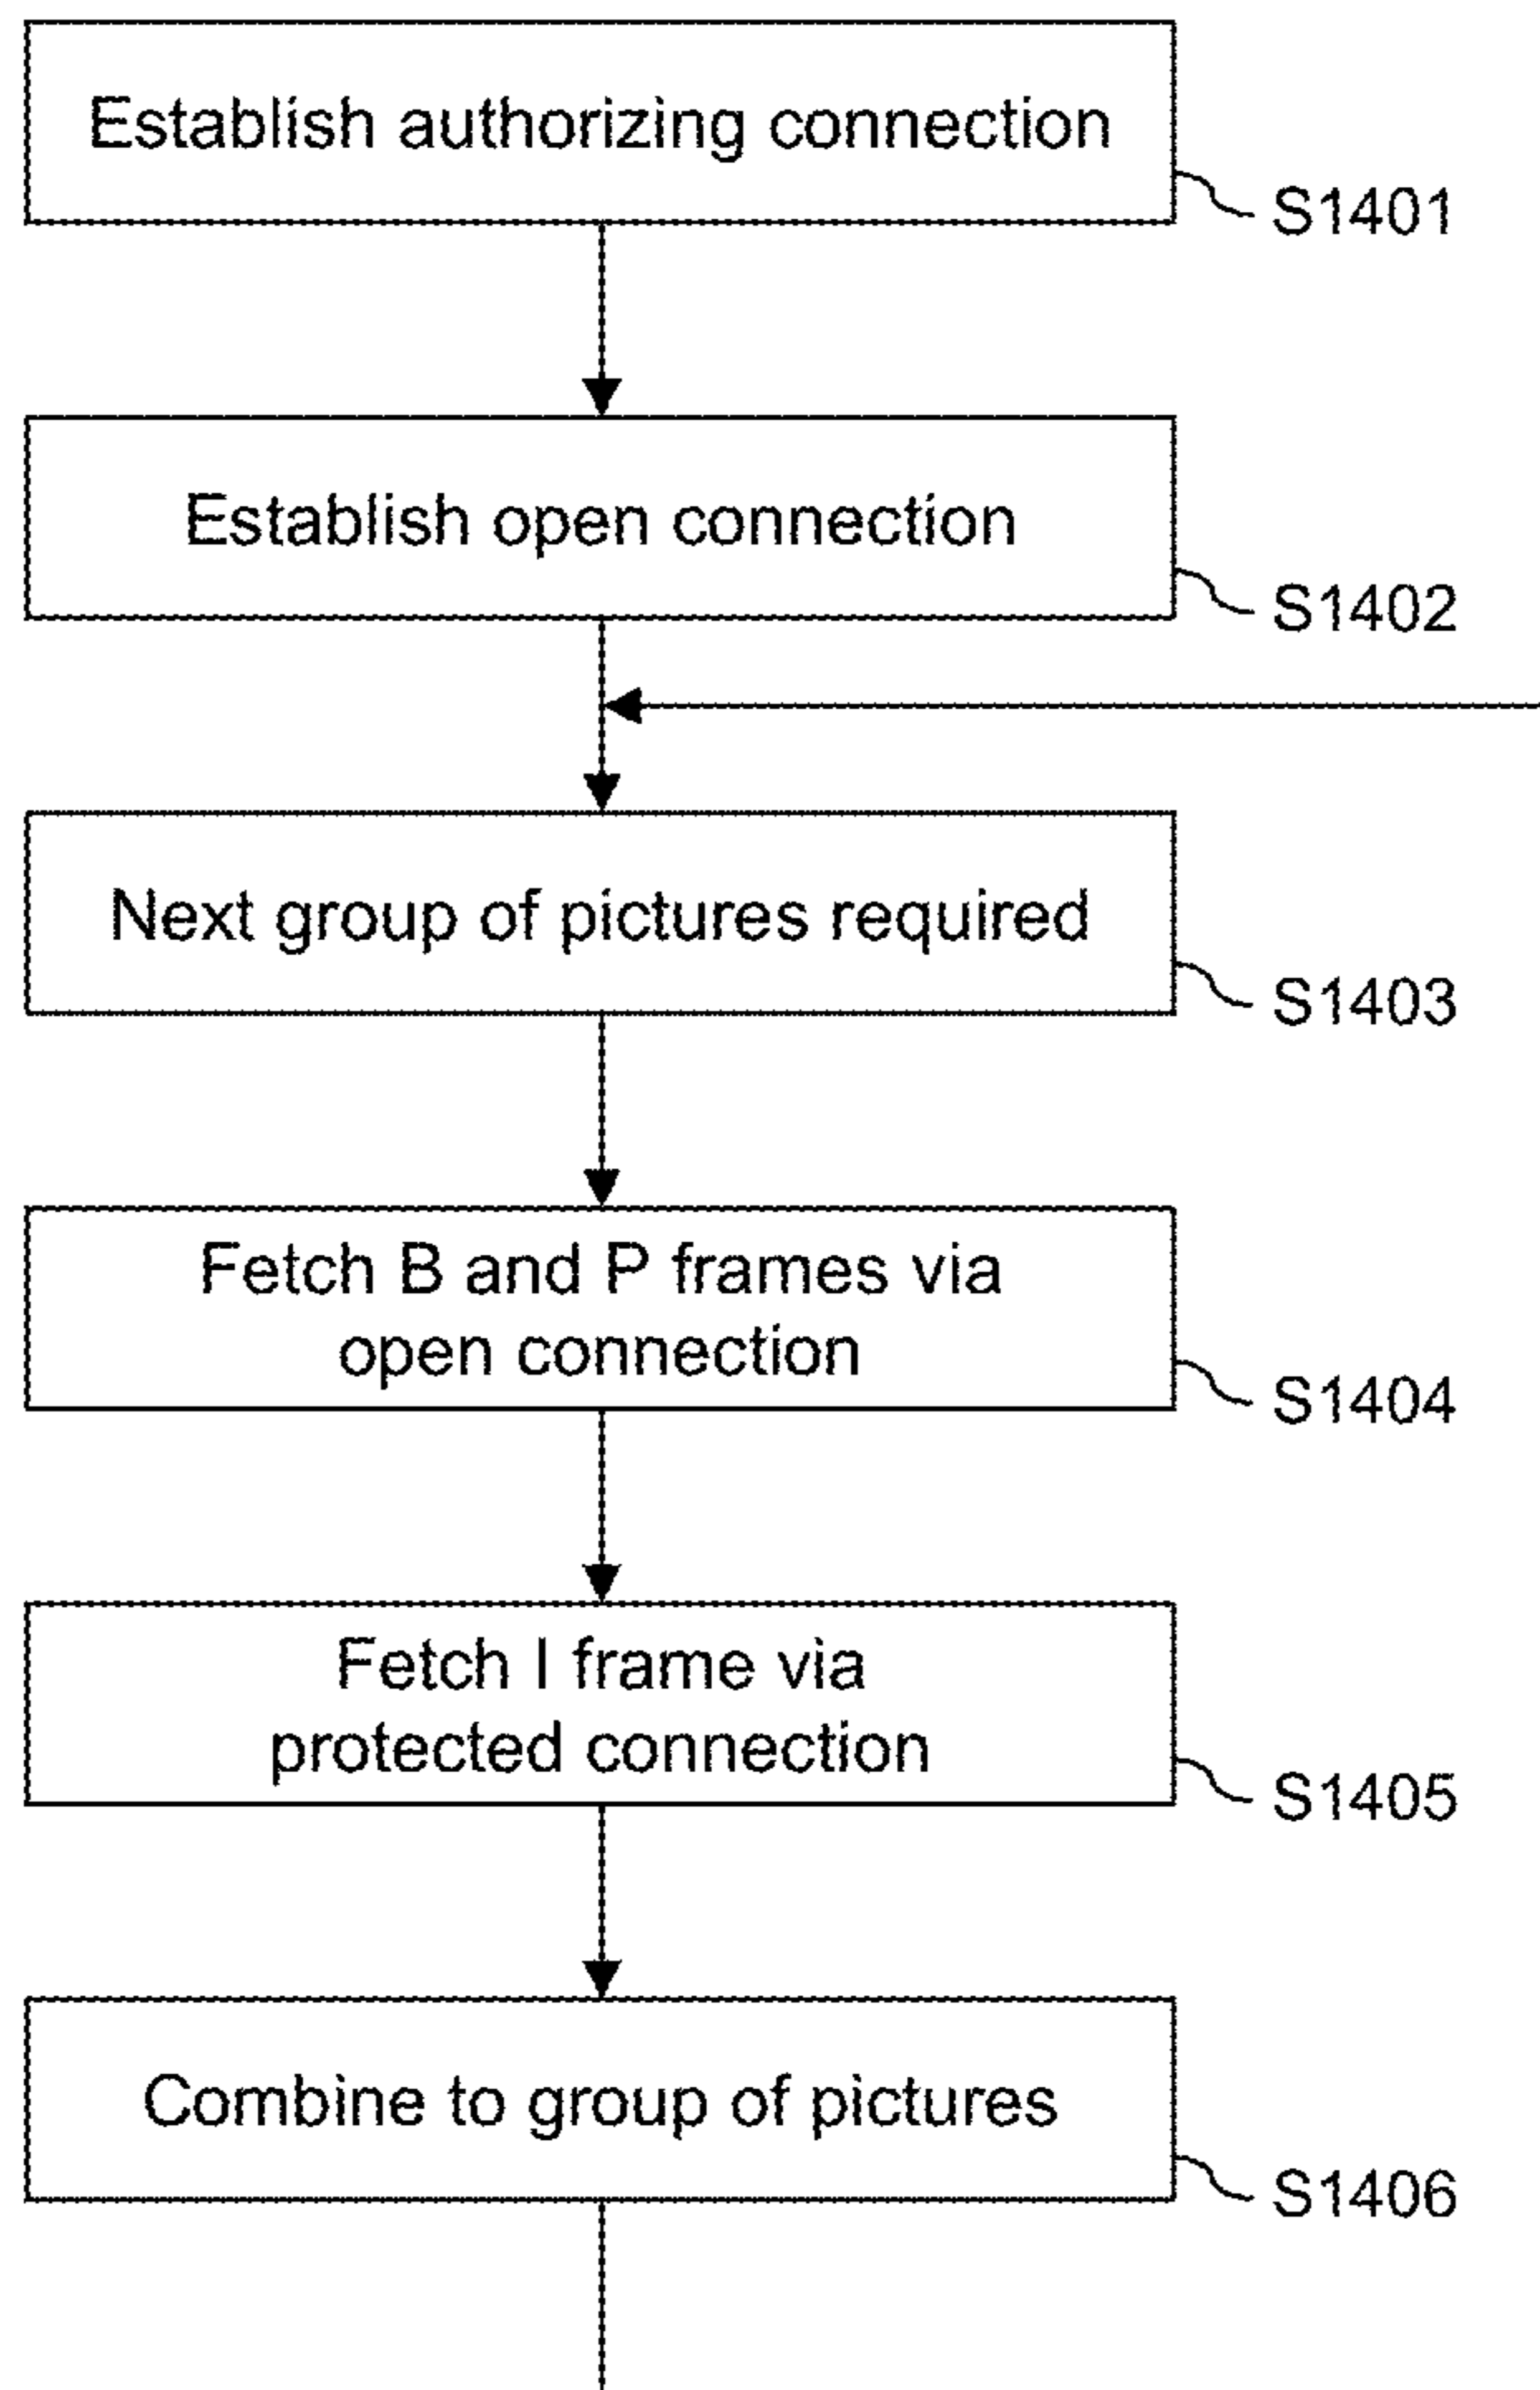 Establish authorizing connection
S1401
Establish open connection
S1402
Next group of pictures required
S1403
Fetch B and P frames via
open connection
S1404
Fetch I frame via
protected connection
S1405
Combine to group of pictures
S1406